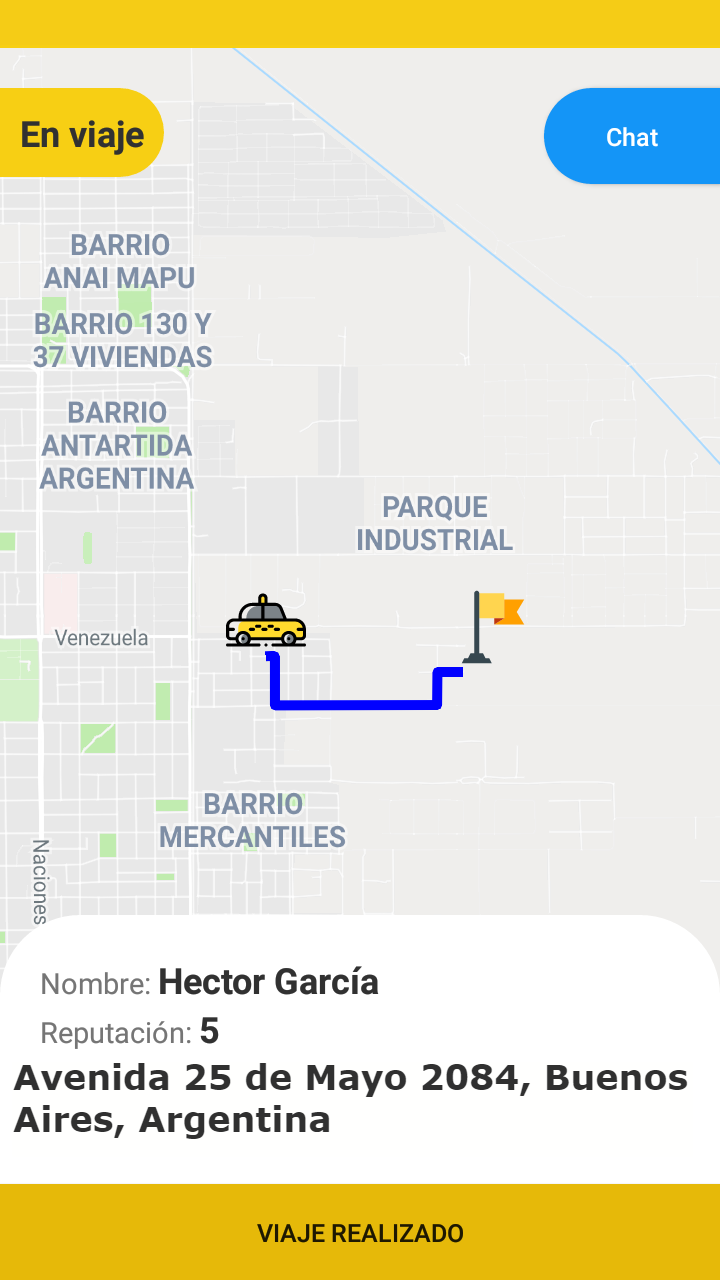 En viaje
Chat
BARRIO
ANAI MAPU
BARRIO 130 Y
37 VIVIENDAS
BARRIO
ANTARTIDA
ARGENTINA
PARQUE
INDUSTRIAL
Venezuela
BARRIO
MERCANTILES
Naciones
Nombre: Hector García
Reputación: 5
Avenida 25 de Mayo 2084, Buenos
Aires, Argentina
VIAJE REALIZADO